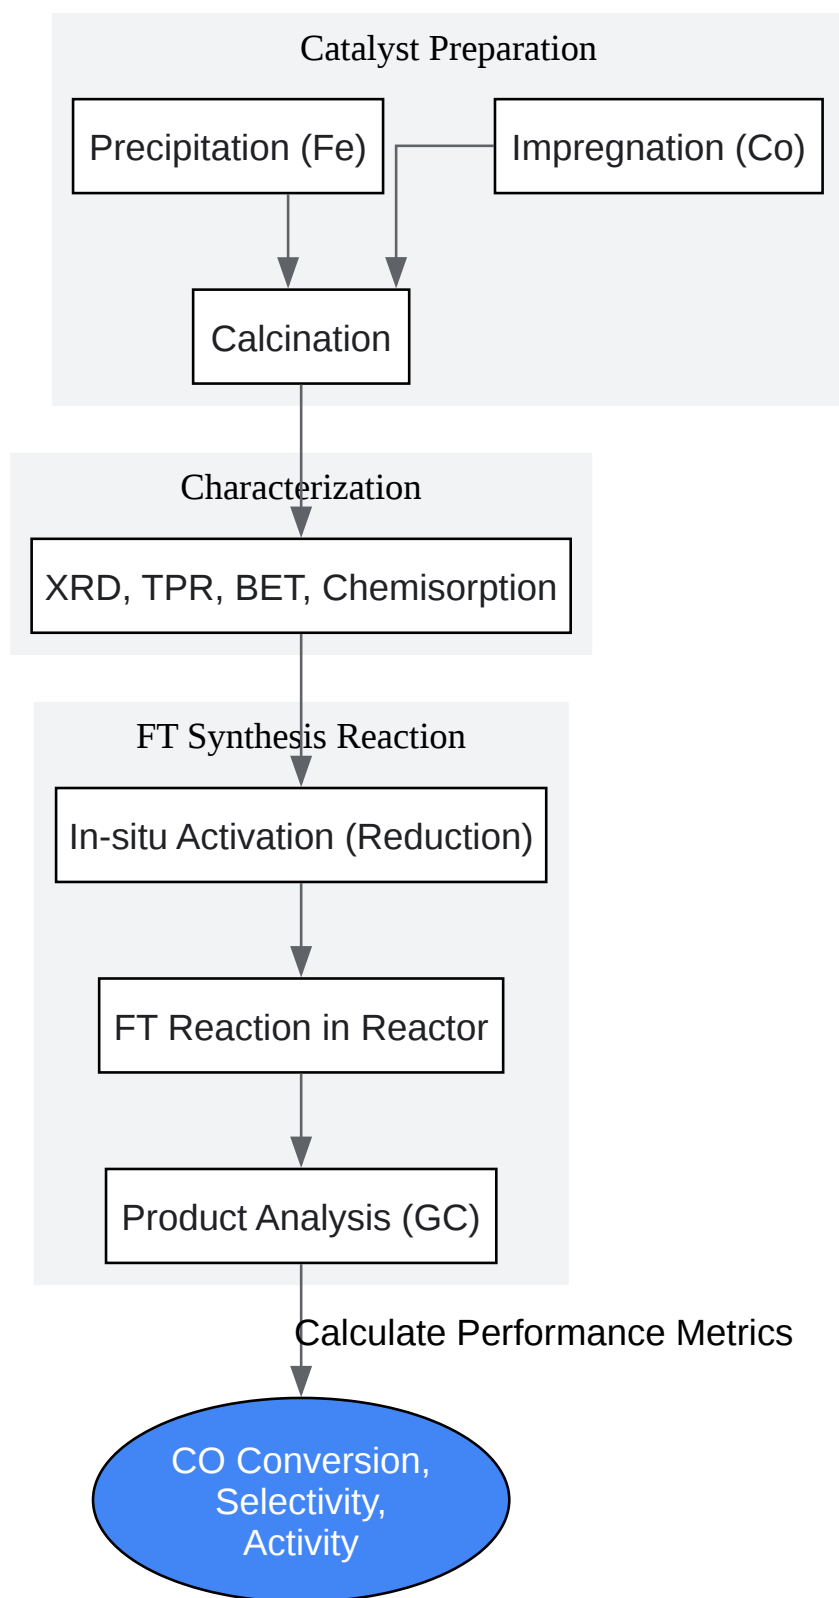 Catalyst Preparation
Precipitation (Fe)
Impregnation (Co)
Calcination
Characterization
XRD, TPR, BET, Chemisorption
FT Synthesis Reaction
In-situ Activation (Reduction)
FT Reaction in Reactor
Product Analysis (GC)
Calculate Performance Metrics
CO Conversion,
Selectivity,
Activity